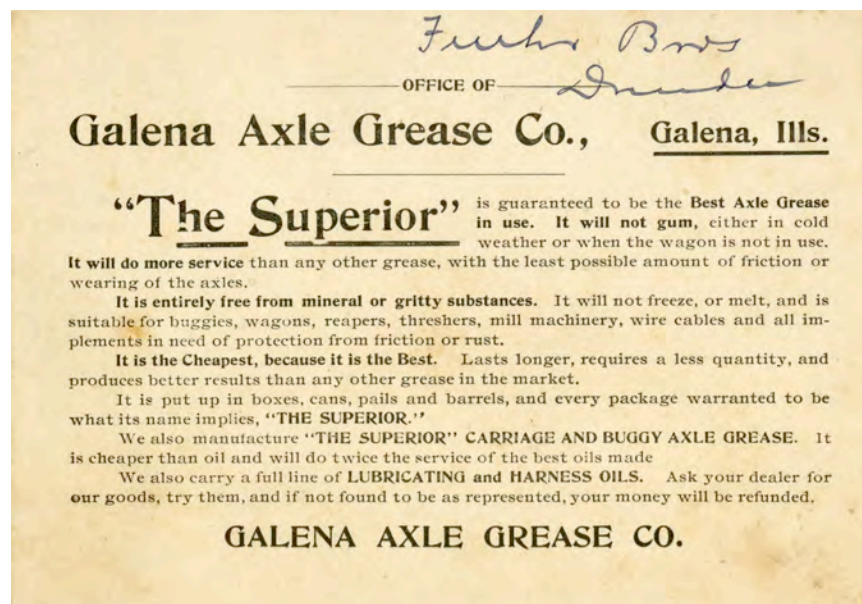 Bros
OFFICE OF
Galena Axle Grease Co., Galena, Ills.
"The Superior" is guaranteed to be the Best Axle Grease
in use. It will not gum, either in cold
weather or when the wagon is not in use.
It will do more service than any other grease, with the least possible amount of friction or
wearing of the axles.
It is entirely free from mineral or gritty substances. It will not freeze, or melt, and is
suitable for buggies, wagons, reapers, threshers, mill machinery, wire cables and all im-
plements in need of protection from friction or rust.
It is the Cheapest, because it is the Best. Lasts longer, requires a less quantity, and
produces better results than any other grease in the market.
It is put up in boxes, cans, pails and barrels, and every package warranted to be
what its name implies, "THE SUPERIOR."
We also manufacture "THE SUPERIOR" CARRIAGE AND BUGGY AXLE GREASE. It
is cheaper than oil and will do twice the service of the best oils made
We also carry a full line of LUBRICATING and HARNESS OILS. Ask your dealer for
our goods, try them, and if not found to be as represented, your money will be refunded.
GALENA AXLE GREASE CO.